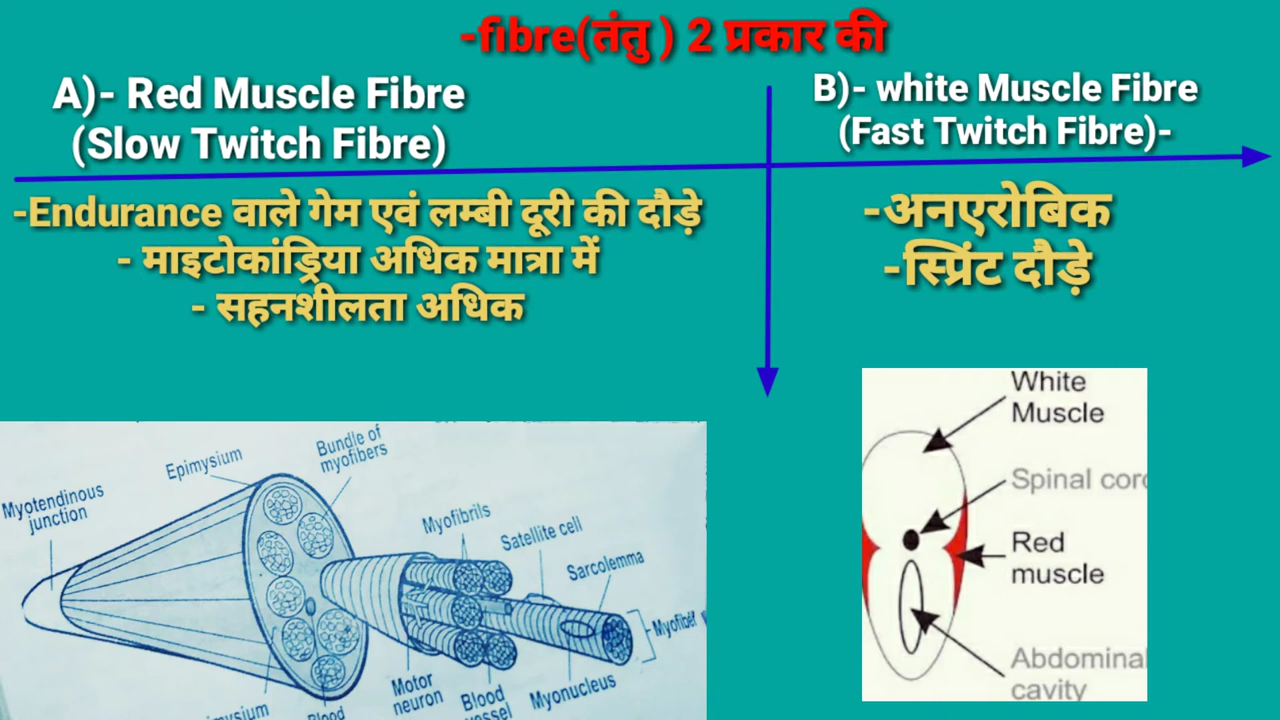 -fibre(तंतु ) 2 प्रकार की
A)- Red Muscle Fibre
(Slow Twitch Fibre)
-Endurance वाले गेम एवं लम्बी दूरी की दौड़े
- माइटोकांड्रिया अधिक मात्रा में
- सहनशीलता अधिक
B)- white Muscle Fibre
(Fast Twitch Fibre)-
-अनएरोबिक
-स्प्रिंट दौड़े
Myotendinous
junction
Epimysium
Bundle of
myofibers
Myofibrils
Satellite cell
Sarcolemma
Motor
neuron
Blood
Myonucleus
Blood
White
Muscle
Spinal
Red
muscle
Abdominal
cavity